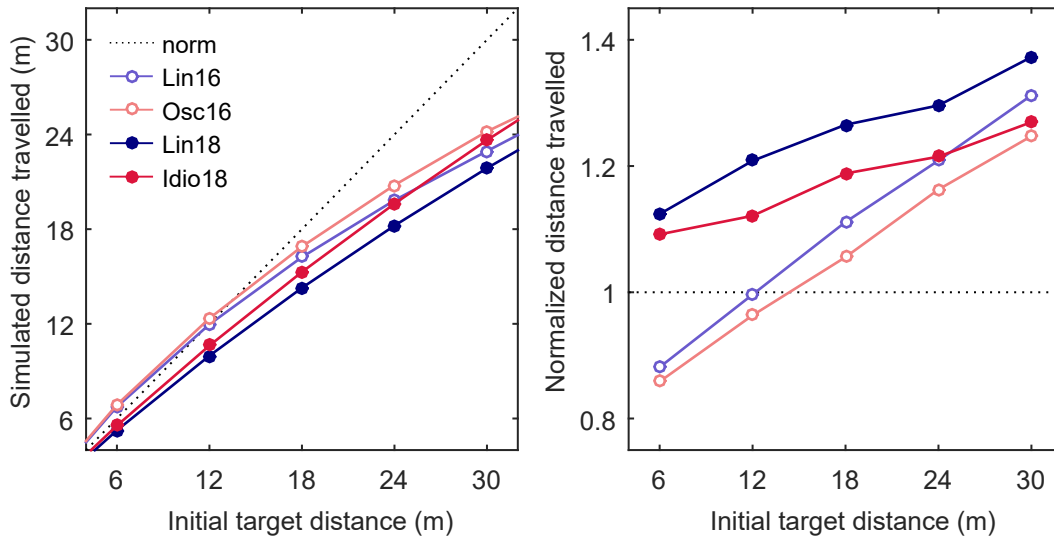 Simulated distance travelled (m)
30
24
18
12
6
norm
Lin16
Osc16
Lin18
Idio18
6 12 18 24 30
Initial target distance (m)
Normalized distance travelled
1.4
1.2
1
0.8
6 12 18 24 30
Initial target distance (m)